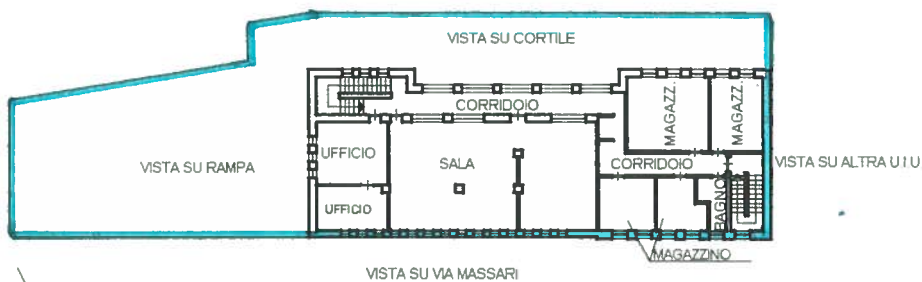 VISTA SU CORTILE
CORRIDOIO
MAGAZZ.
MAGAZZ.
UFFICIO
SALA
VISTA SU RAMPA
CORRIDOIO
VISTA SU ALTRA U I U
UFFICIO
BAGNO
MAGAZZINO
VISTA SU VIA MASSARI